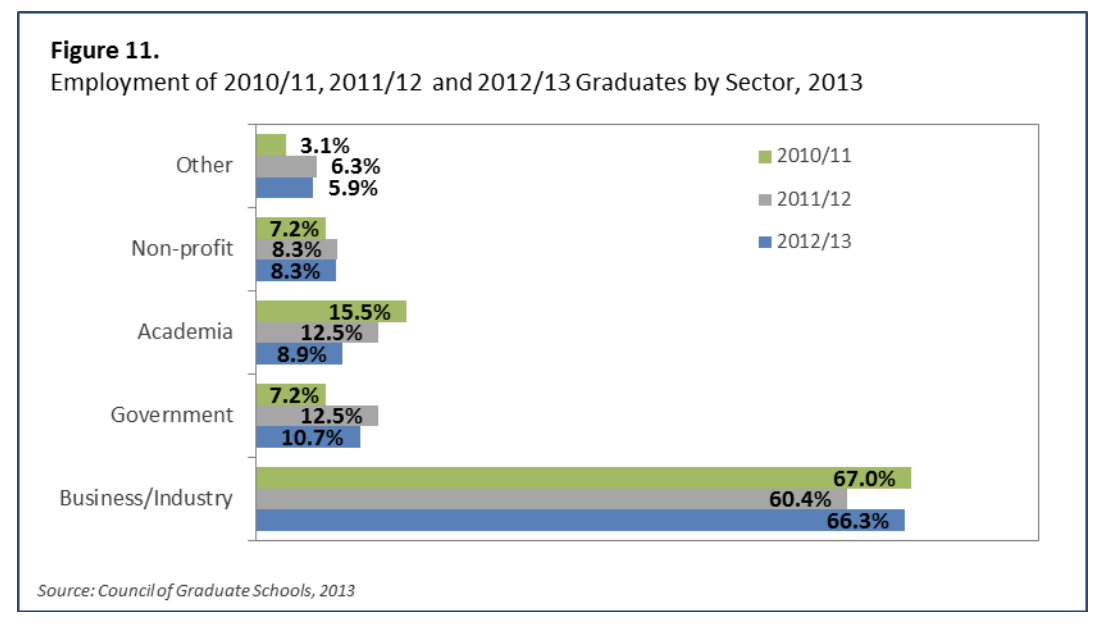 Figure 11.
Employment of 2010/11, 2011/12 and 2012/13 Graduates by Sector, 2013
Other
3.1%
6.3%
5.9%
2010/11
2011/12
2012/13
Non-profit
7.2%
8.3%
8.3%
Academia
15.5%
12.5%
8.9%
Government
7.2%
12.5%
10.7%
Business/Industry
67.0%
60.4%
66.3%
Source: Council of Graduate Schools, 2013